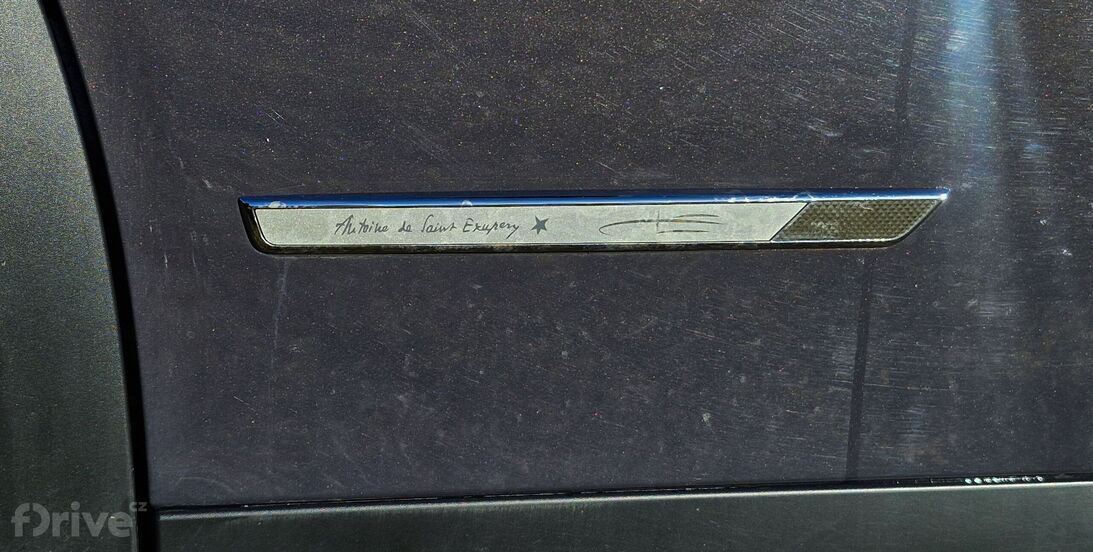 Antoine de Saint Exupery ★
fDrive.cz